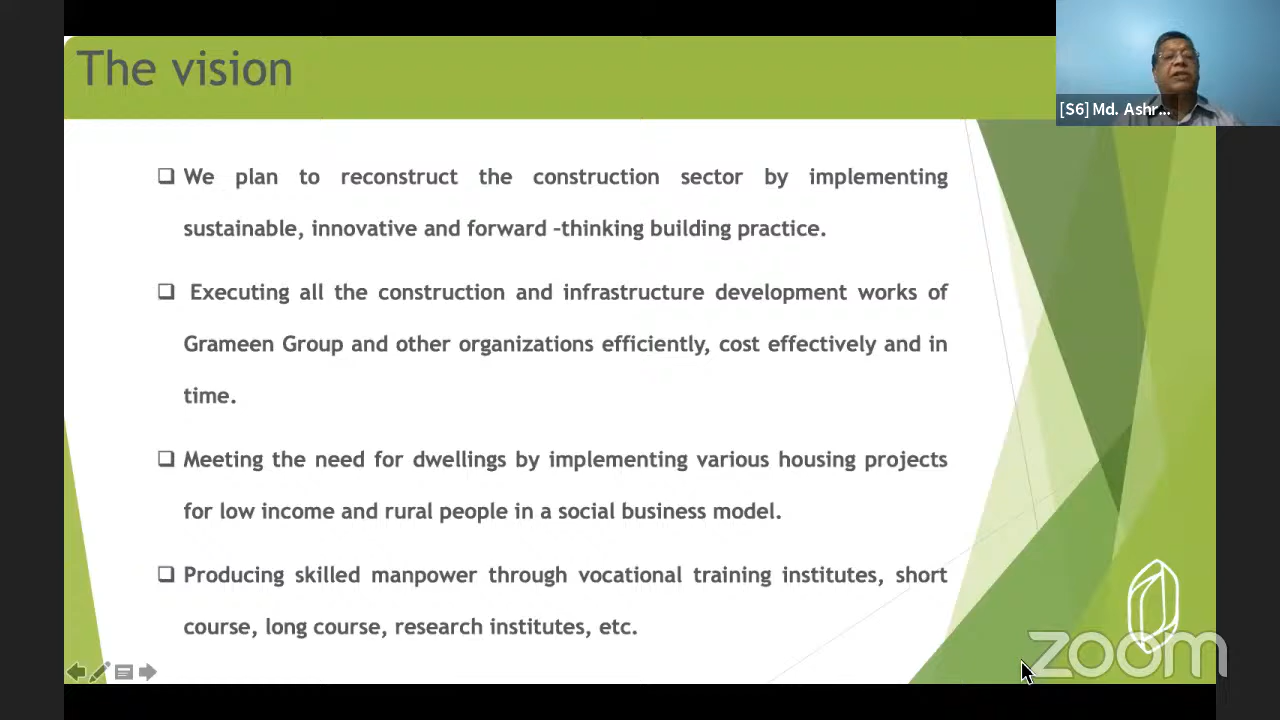 The vision
[S6] Md. Ashr...
❑ We plan to reconstruct the construction sector by implementing
sustainable, innovative and forward –thinking building practice.
❑ Executing all the construction and infrastructure development works of
Grameen Group and other organizations efficiently, cost effectively and in
time.
❑ Meeting the need for dwellings by implementing various housing projects
for low income and rural people in a social business model.
❑ Producing skilled manpower through vocational training institutes, short
course, long course, research institutes, etc.
zoom